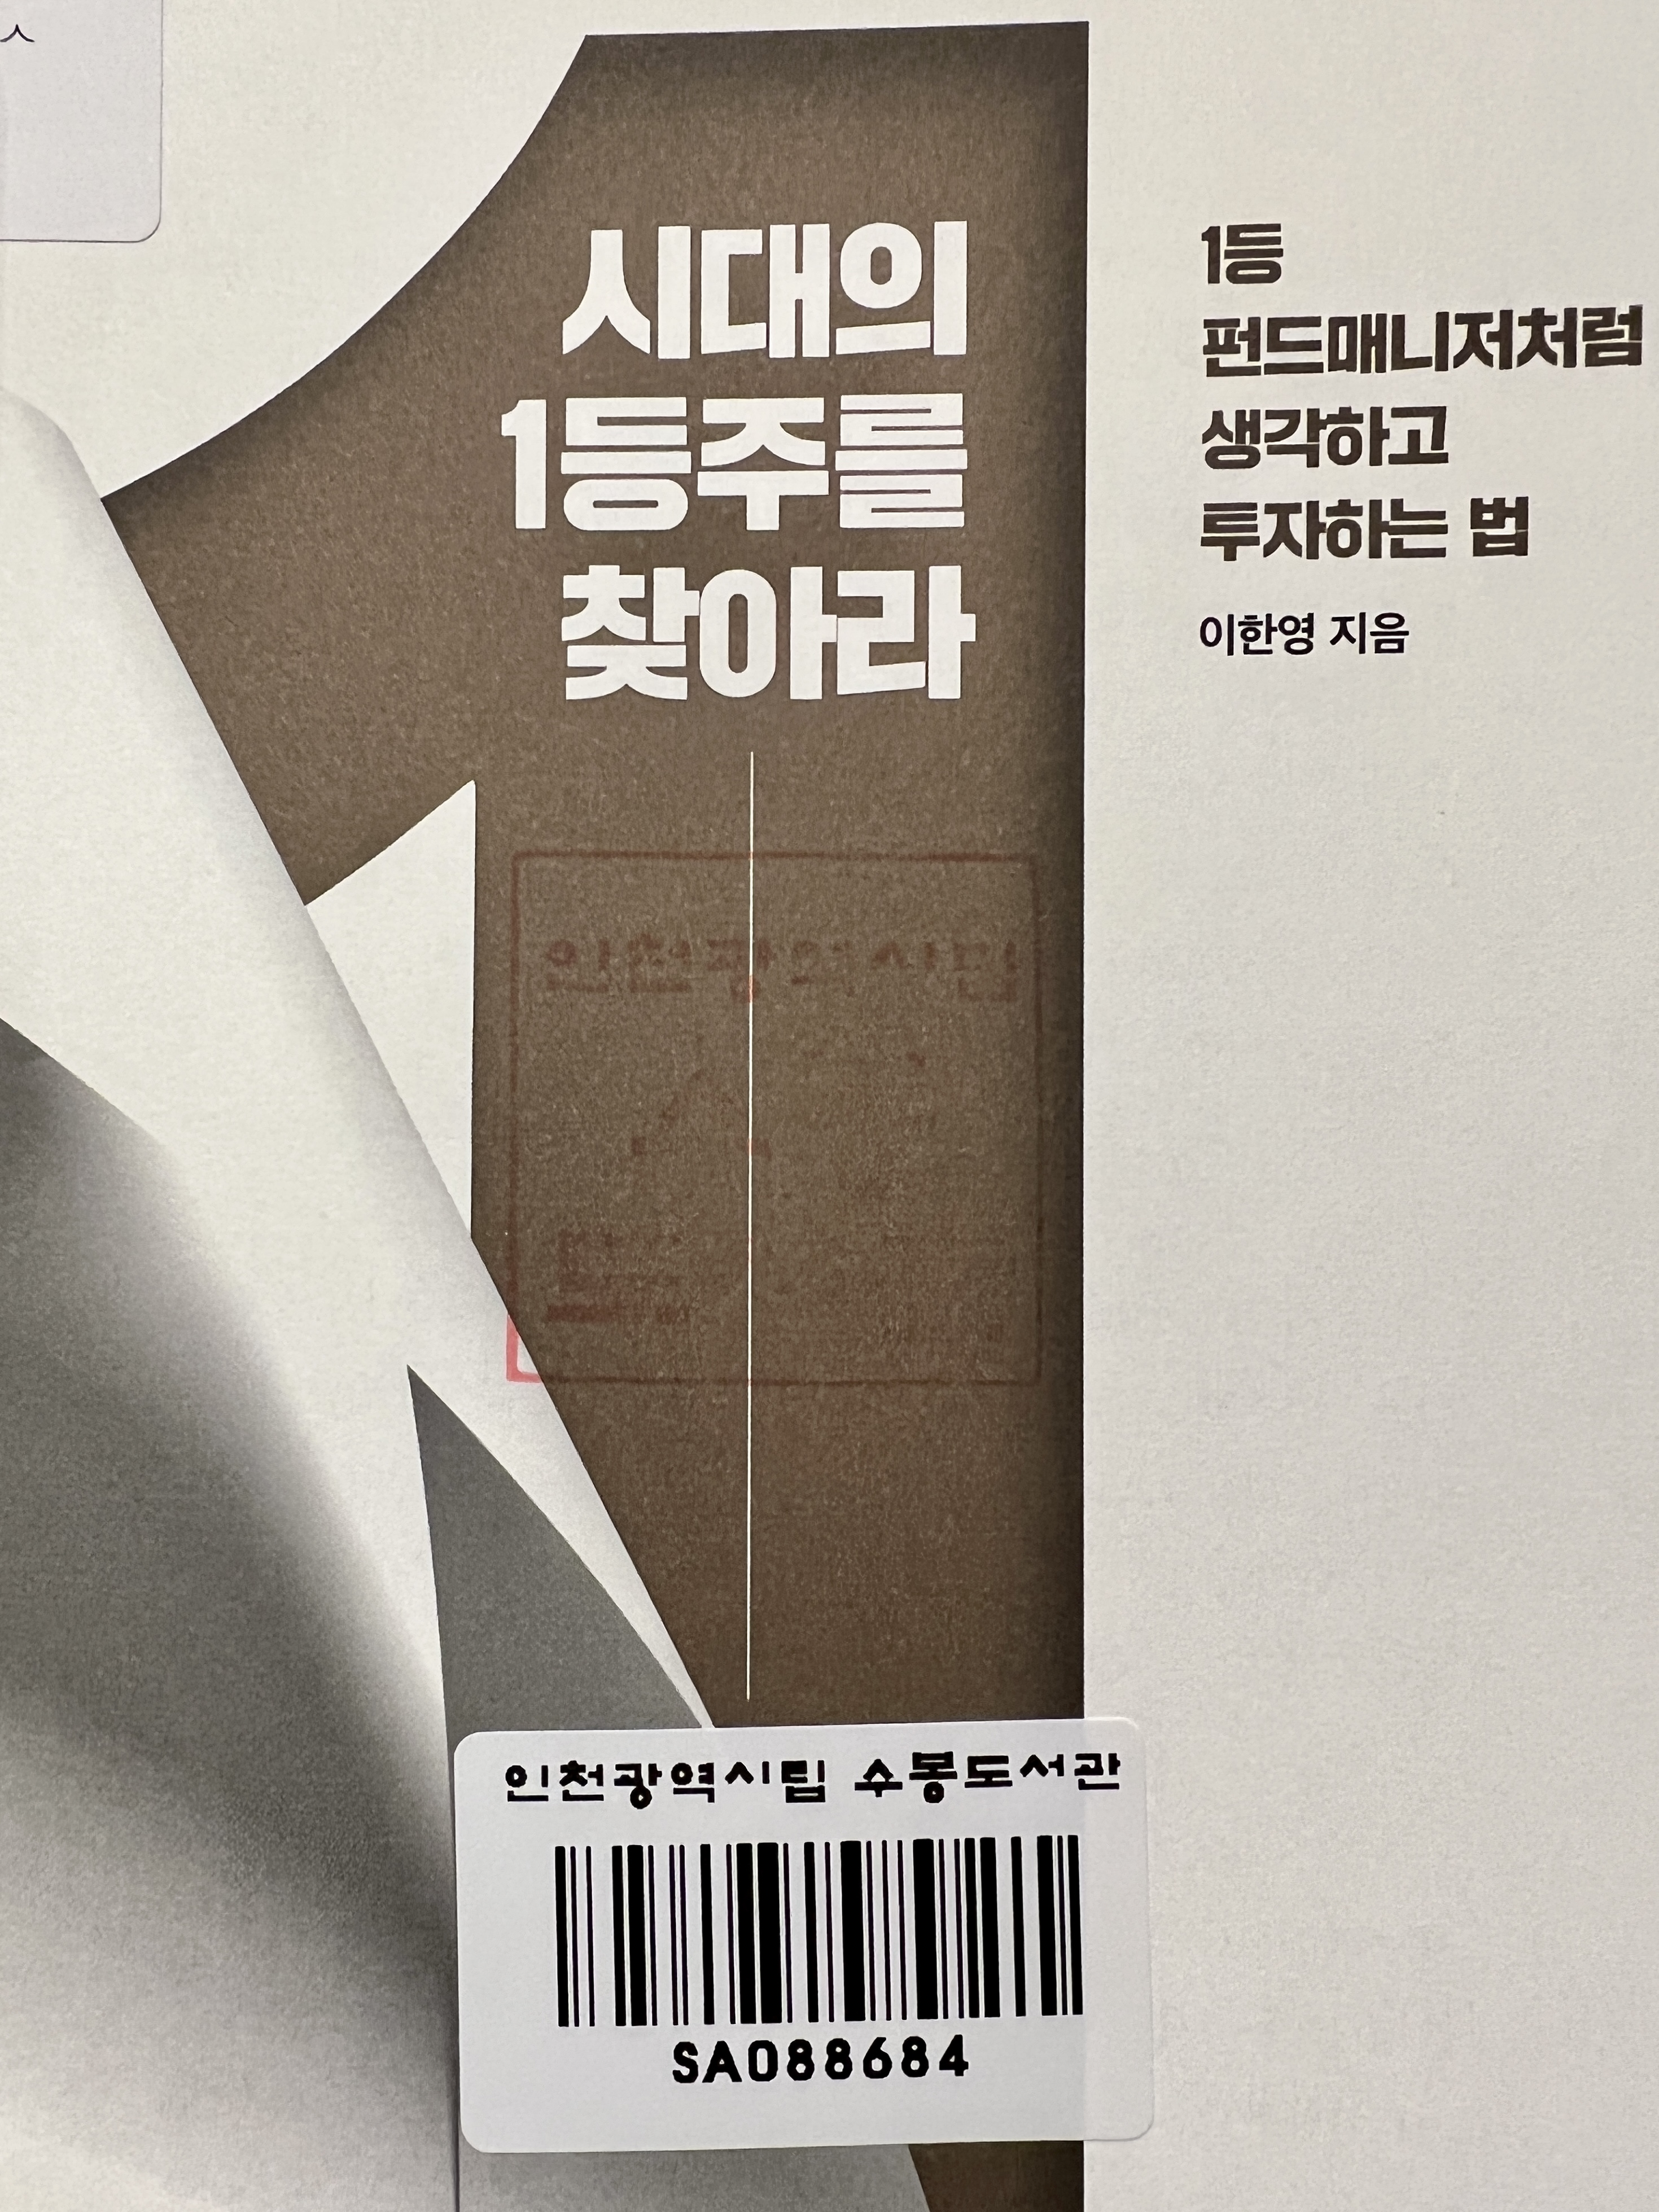 시대의
1등주를
찾아라
1등
펀드매니저처럼
생각하고
투자하는 법
이한영 지음
인천광역시립
인천광역시립 수봉도서관
SA088684